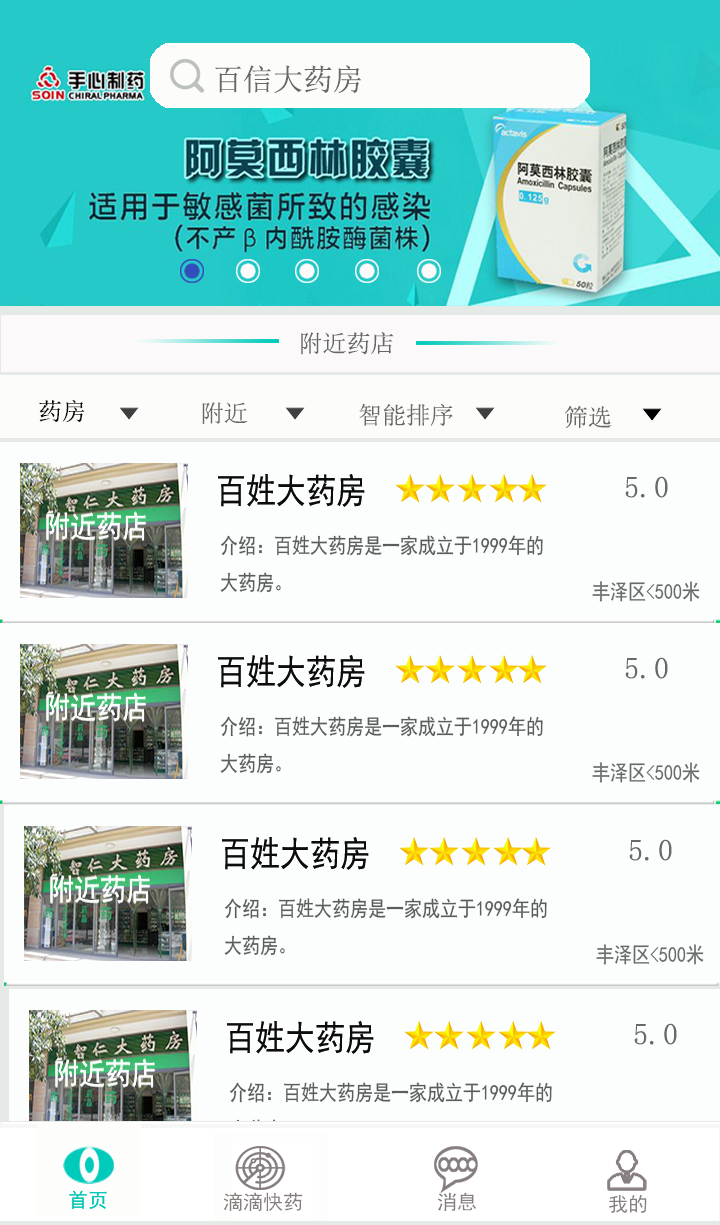 百信大药房
手心制药
SOIN CHIRAL PHARMA
阿莫西林胶囊
适用于敏感菌所致的感染
(不产β内酰胺酶菌株)
actavis
阿莫西林胶囊
Amoxicillin Capsules
0.125g
50粒
附近药店
药房
附近
智能排序
筛选
智仁大药房
附近药店
百姓大药房
5.0
介绍：百姓大药房是一家成立于1999年的
大药房。
丰泽区<500米
智仁大药房
附近药店
百姓大药房
5.0
介绍：百姓大药房是一家成立于1999年的
大药房。
丰泽区<500米
智仁大药房
附近药店
百姓大药房
5.0
介绍：百姓大药房是一家成立于1999年的
大药房。
丰泽区<500米
智仁大药房
附近药店
百姓大药房
5.0
介绍：百姓大药房是一家成立于1999年的
首页
滴滴快药
消息
我的